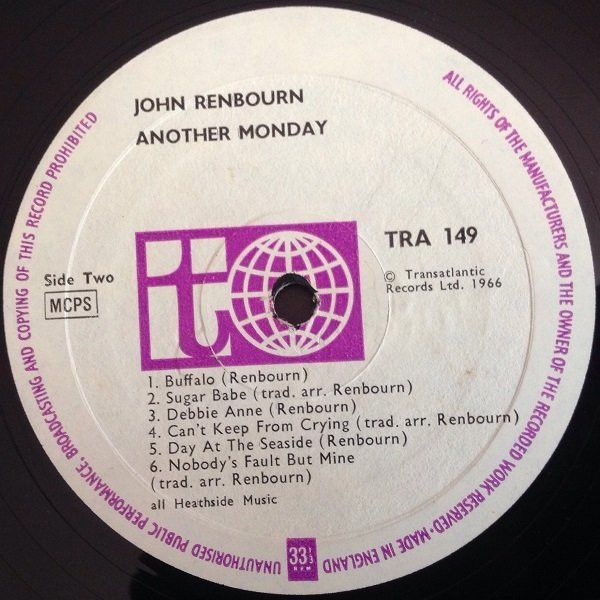 JOHN RENBOURN
ANOTHER MONDAY
TRA 149
Side Two
MCPS
t
© Transatlantic
Records Ltd. 1966
1. Buffalo (Renbourn)
2. Sugar Babe (trad. arr. Renbourn)
3. Debbie Anne (Renbourn)
4. Can't Keep From Crying (trad. arr. Renbourn)
5. Day At The Seaside (Renbourn)
6. Nobody's Fault But Mine
(trad. arr. Renbourn)
all Heathside Music
ALL RIGHTS OF THE MANUFACTURERS AND THE OWNER OF THE RECORDED WORK RESERVED · MADE IN ENGLAND
33⅓ RPM
UNAUTHORISED PUBLIC PERFORMANCE, BROADCASTING AND COPYING OF THIS RECORD PROHIBITED